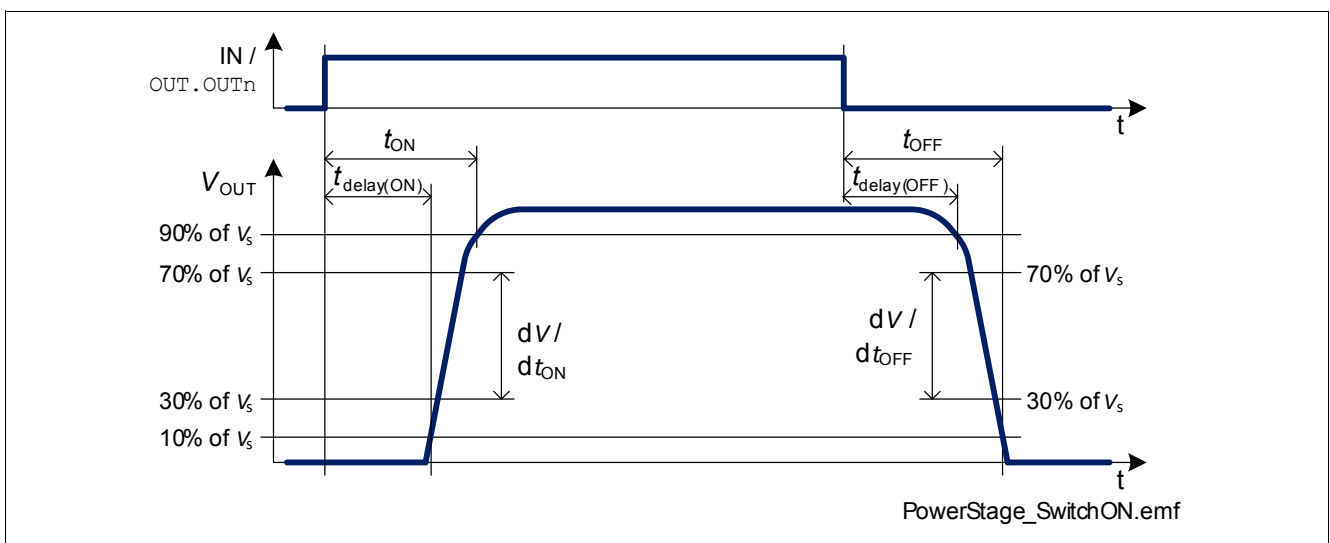 IN /
OUT.OUTn
t
tON
tOFF
VOUT
tdelay(ON)
tdelay(OFF)
90% of Vs
70% of Vs
70% of Vs
dV /
dtON
dV /
dtOFF
30% of Vs
30% of Vs
10% of Vs
t
PowerStage_SwitchON.emf